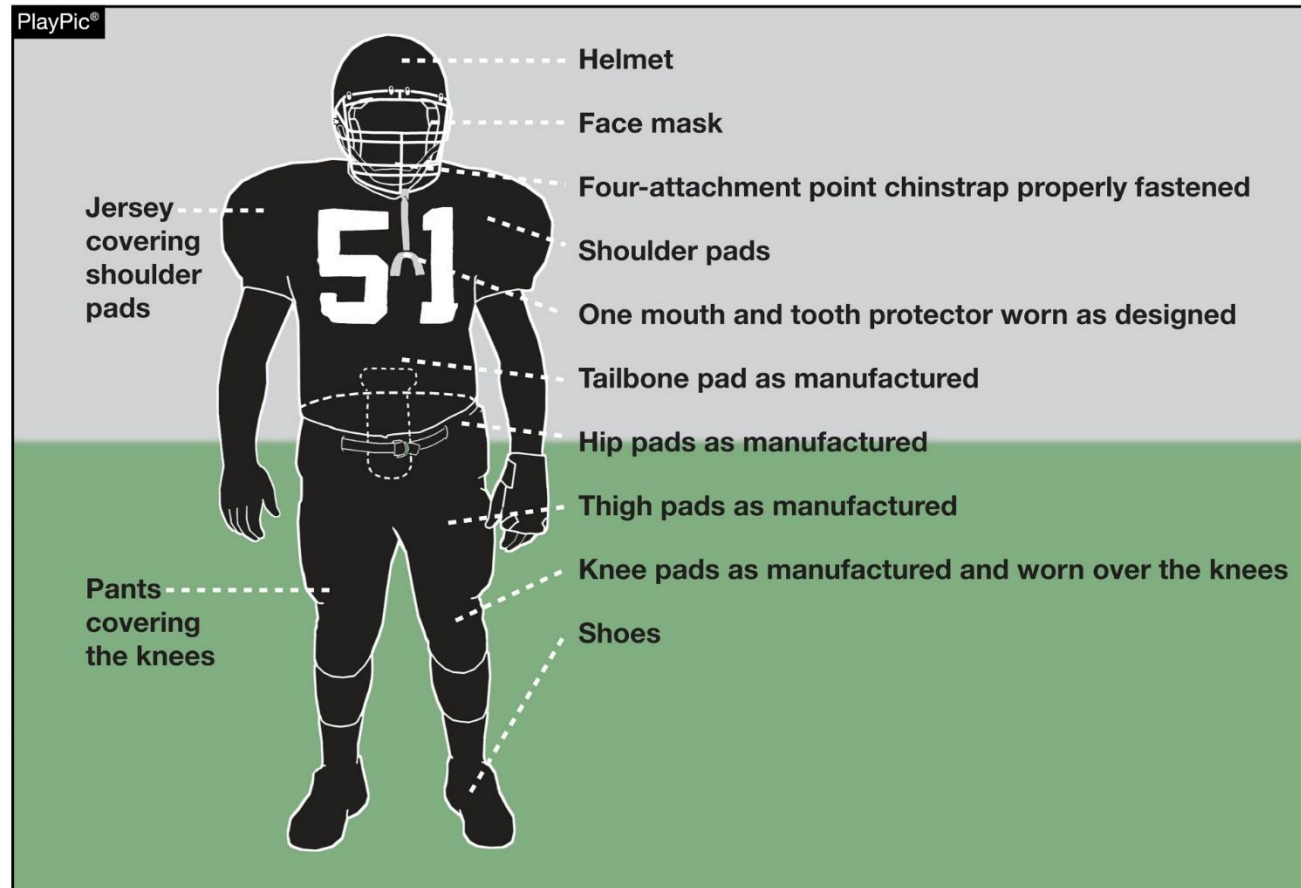 PlayPic®
Helmet
Face mask
Four-attachment point chinstrap properly fastened
Jersey
covering
shoulder
pads
Shoulder pads
51
One mouth and tooth protector worn as designed
Tailbone pad as manufactured
Hip pads as manufactured
Thigh pads as manufactured
Knee pads as manufactured and worn over the knees
Pants
covering
the knees
Shoes